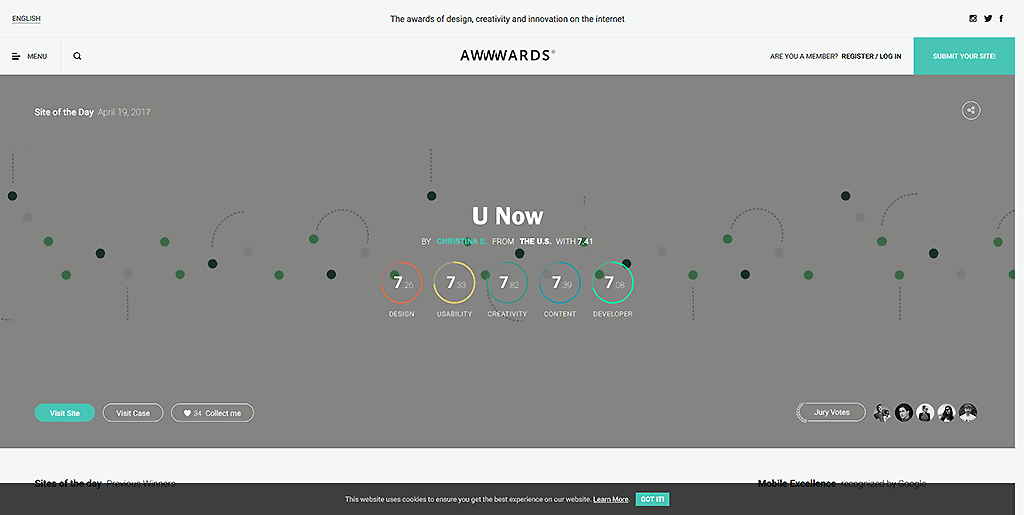 ENGLISH
The awards of design, creativity and innovation on the internet
MENU
AWWWARDS®
ARE YOU A MEMBER? REGISTER / LOG IN
SUBMIT YOUR SITE!
Site of the Day April 19, 2017
U Now
BY CHRISTINA E. FROM THE U.S. WITH 7.41
7.26 7.33 7.82 7.39 7.08
DESIGN USABILITY CREATIVITY CONTENT DEVELOPER
Visit Site
Visit Case
34 Collect me
Jury Votes
Sites of the day Previous Winners
Mobile Excellence recognized by Google
This website uses cookies to ensure you get the best experience on our website. Learn More. GOT IT!